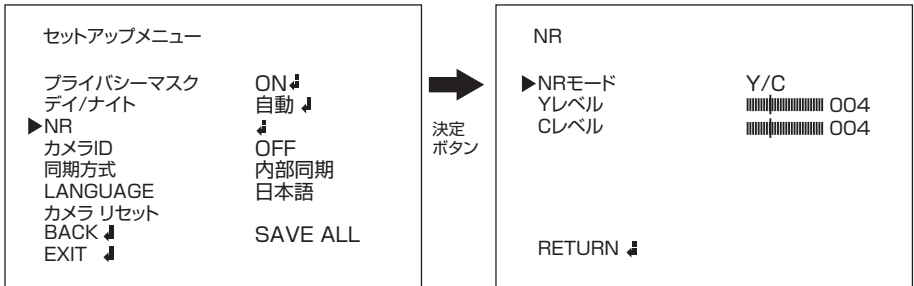 セットアップメニュー
プライバシーマスク ON↲
デイ/ナイト 自動 ↲
▶NR ↲
カメラID OFF
同期方式 内部同期
LANGUAGE 日本語
カメラ リセット
BACK ↲ SAVE ALL
EXIT ↲
決定
ボタン
NR
▶NRモード Y/C
Yレベル 004
Cレベル 004
RETURN ↲